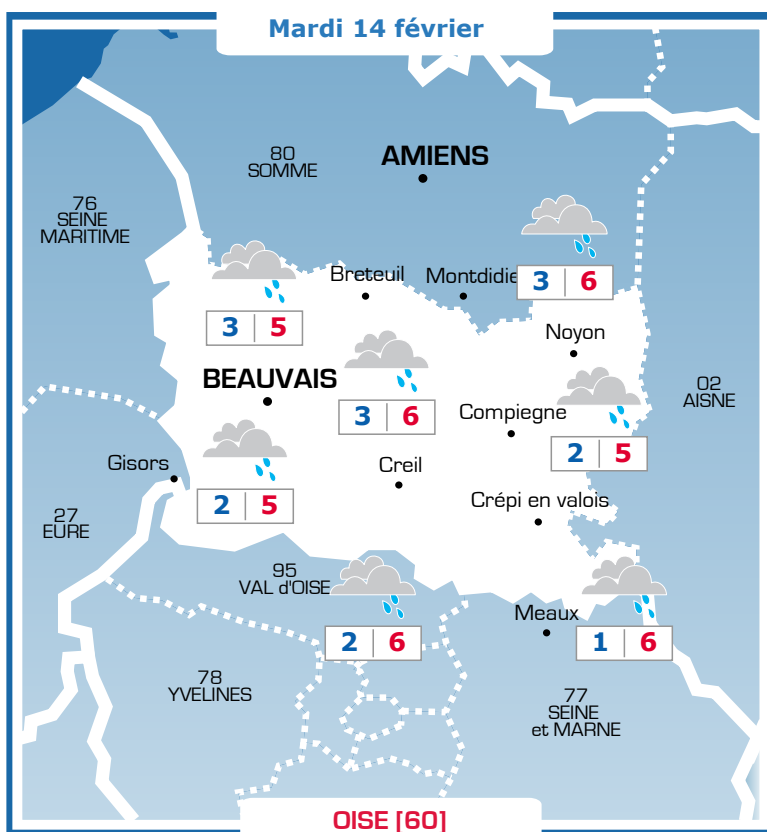 Mardi 14 février
80
SOMME
AMIENS
76
SEINE
MARITIME
Breteuil
Montdidie
3 6
3 5
Noyon
BEAUVAIS
02
AISNE
3 6
Compiegne
2 5
Gisors
Creil
2 5
Crépi en valois
27
EURE
95
VAL d'OISE
Meaux
2 6
1 6
78
YVELINES
77
SEINE
et MARNE
OISE [60]